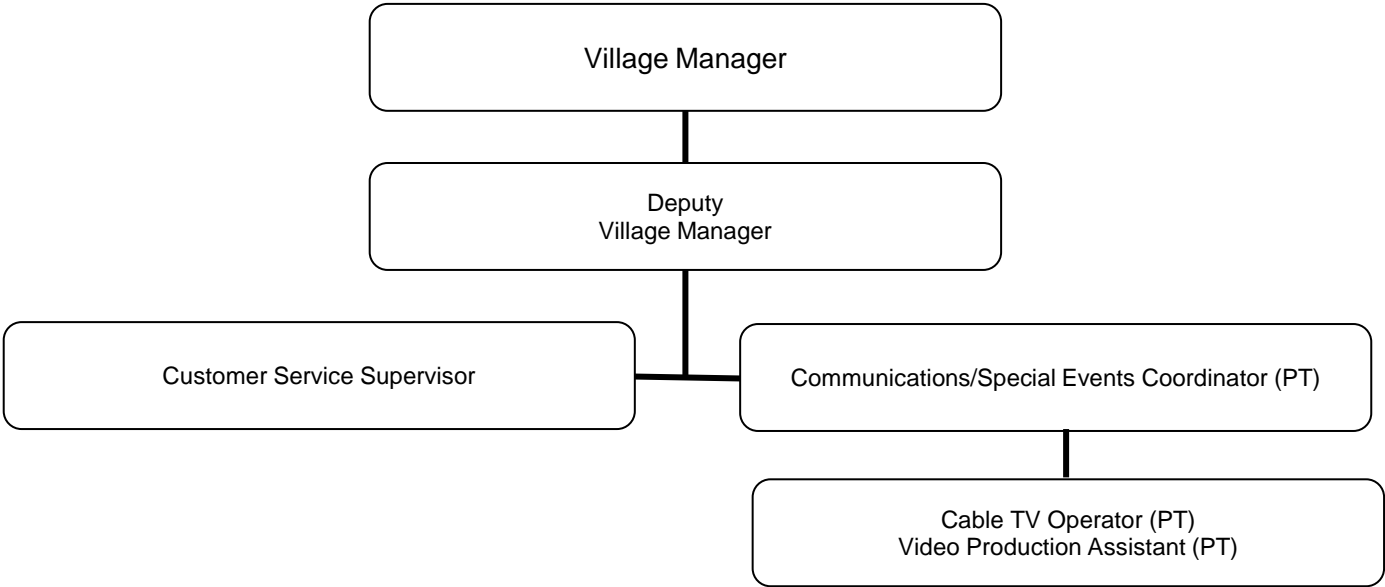 Village Manager
Deputy
Village Manager
Customer Service Supervisor
Communications/Special Events Coordinator (PT)
Cable TV Operator (PT)
Video Production Assistant (PT)